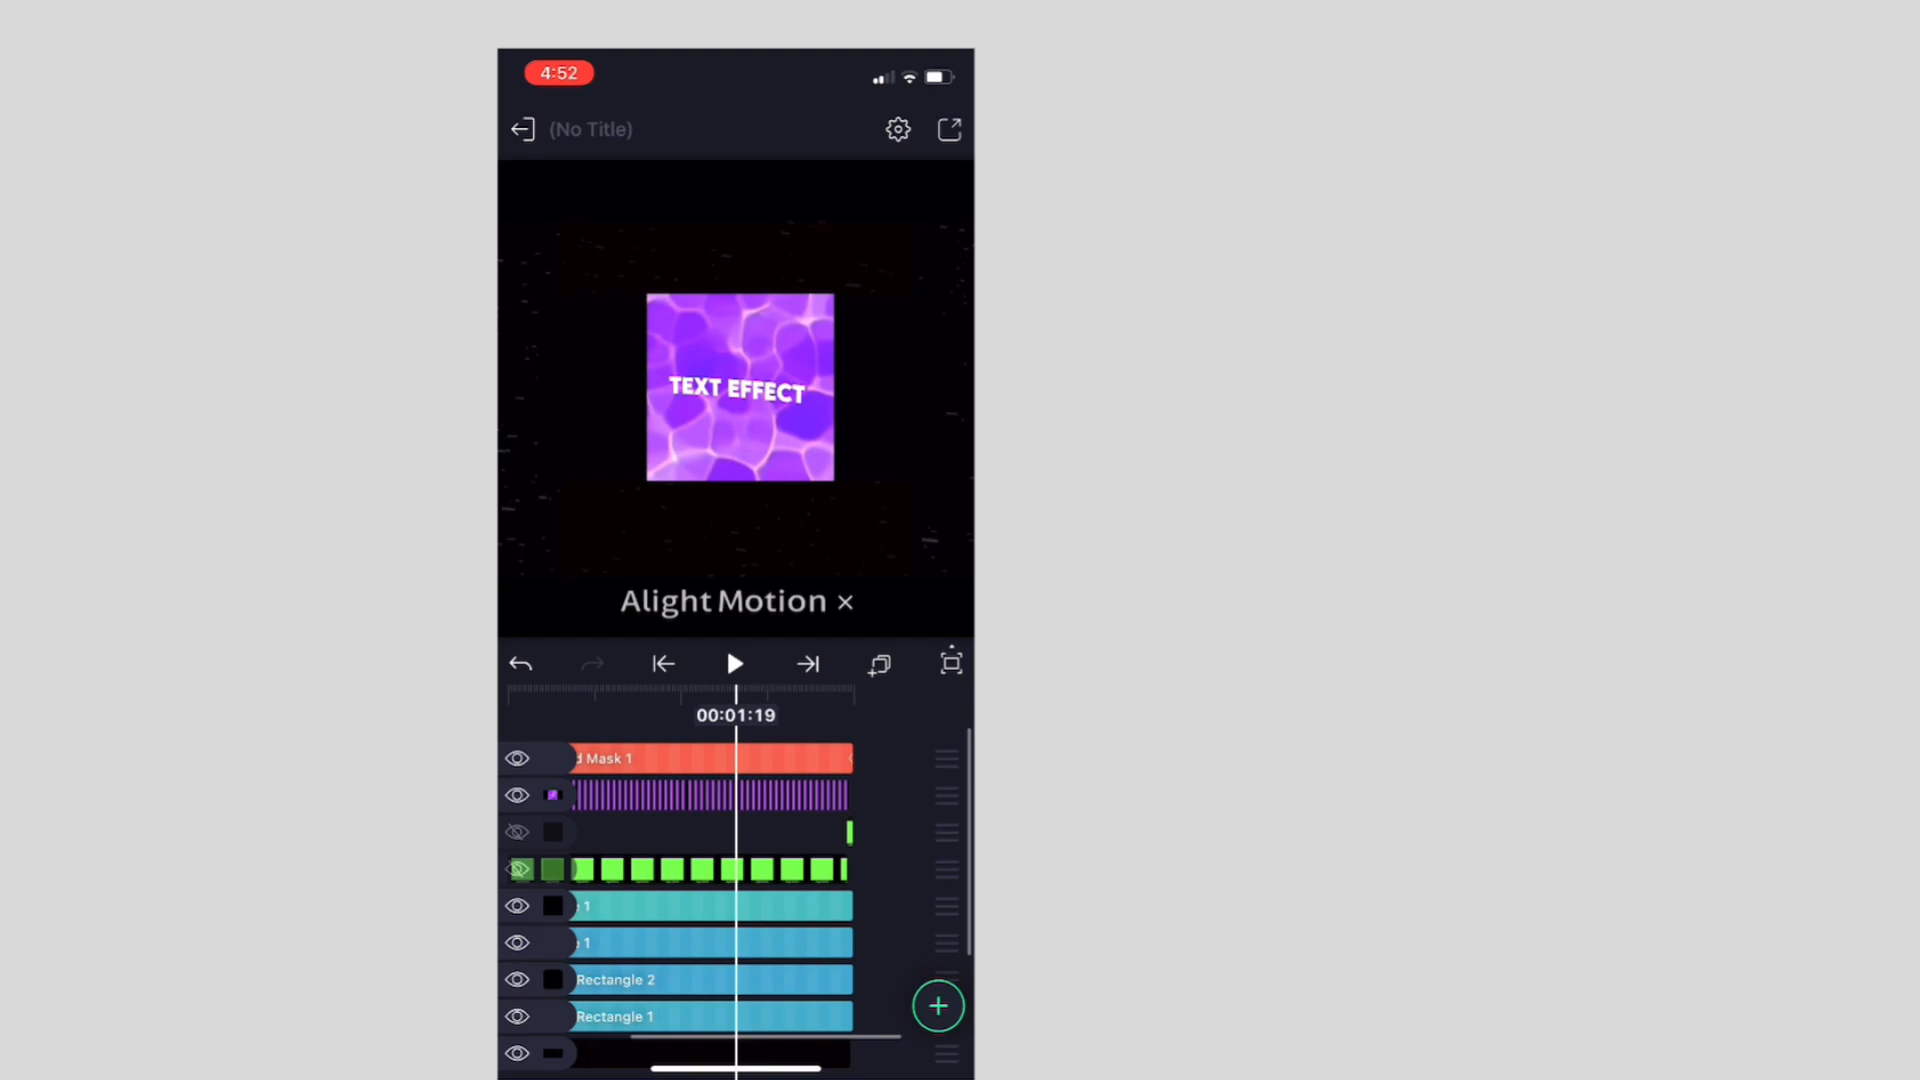 4:52
(No Title)
TEXT EFFECT
Alight Motion ×
00:01:19
d Mask 1
1
1
Rectangle 2
Rectangle 1